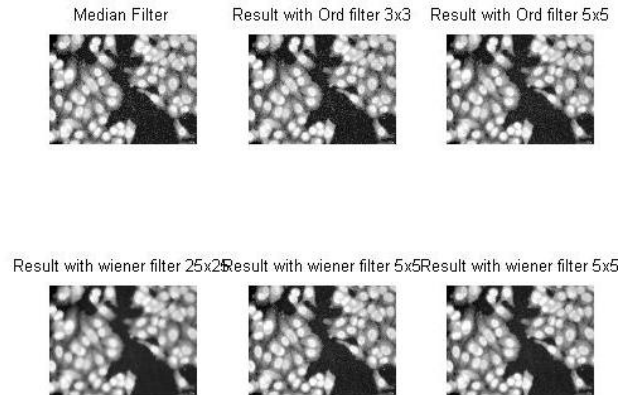 Median Filter
Result with Ord filter 3x3
Result with Ord filter 5x5
Result with wiener filter 25x25
Result with wiener filter 5x5
Result with wiener filter 5x5